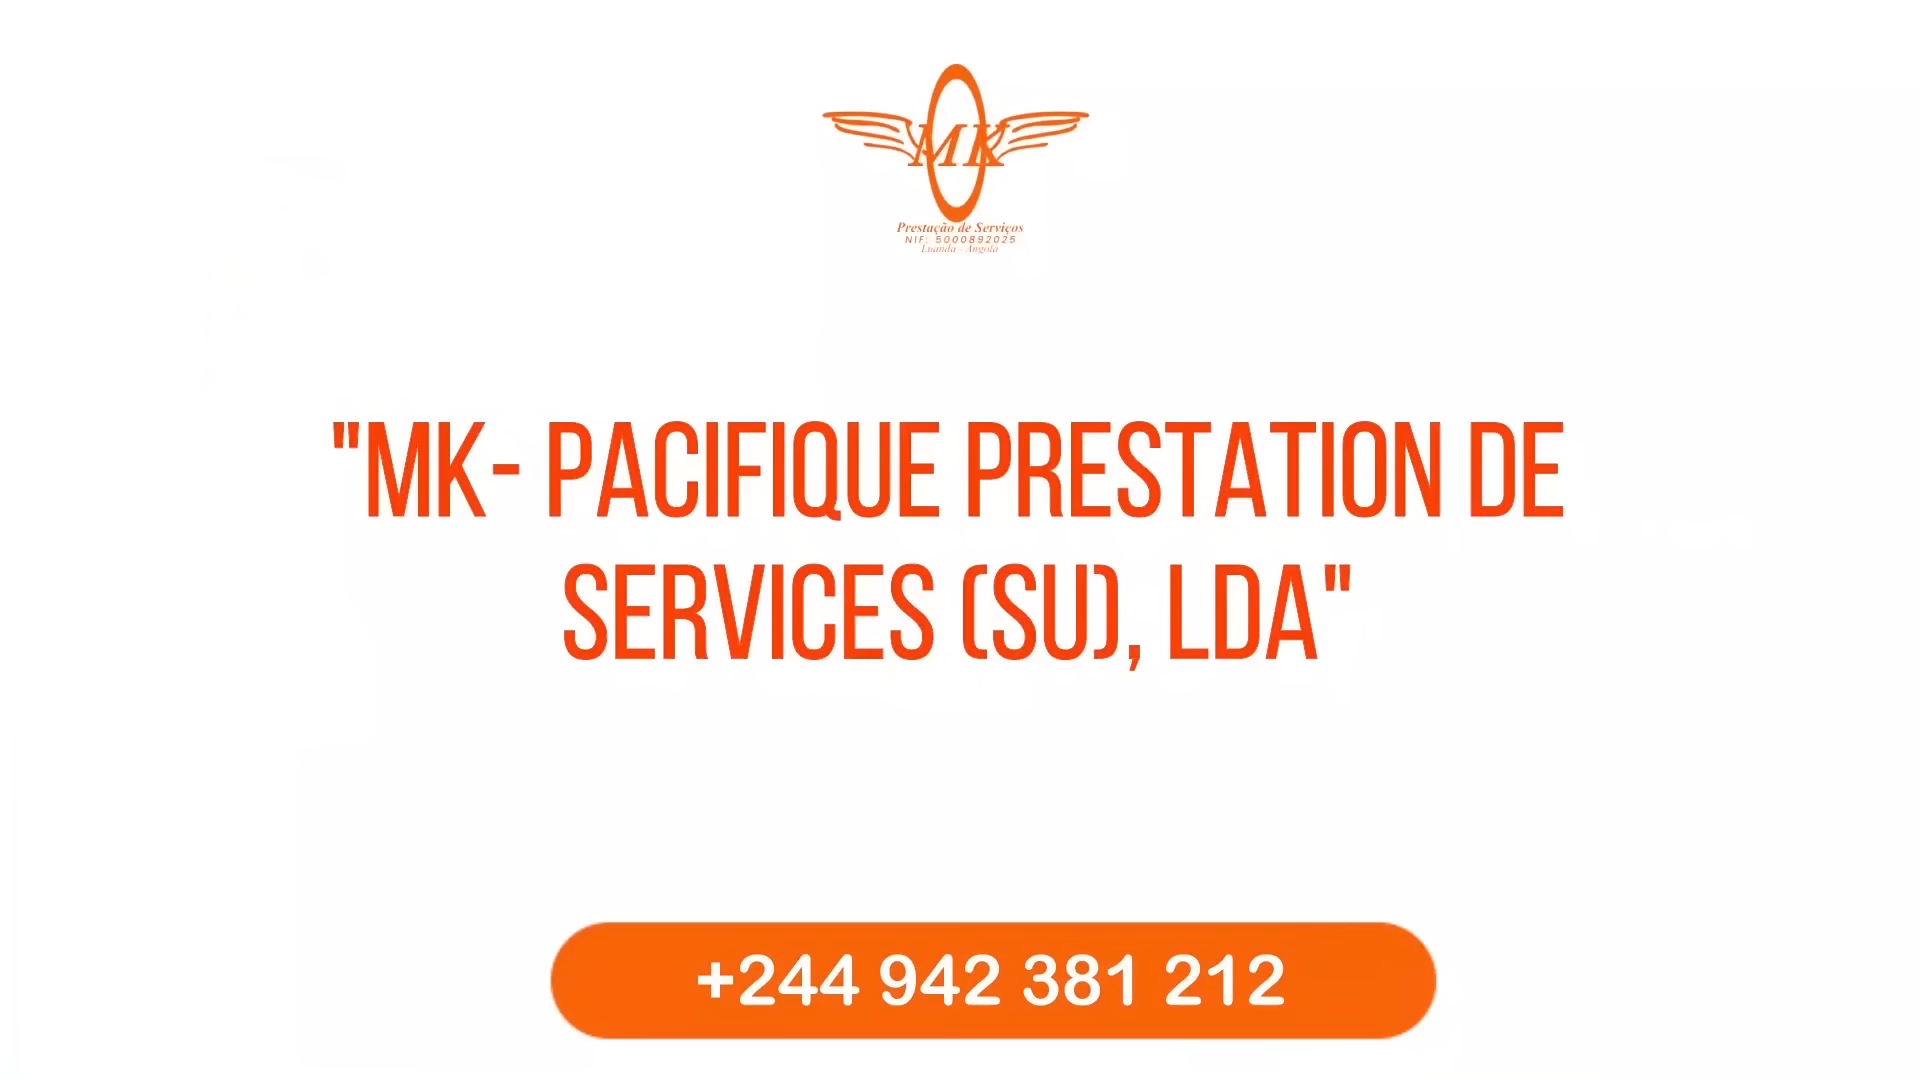 MK
Prestação de Serviços
NIF: 5000892025
Luanda - Angola
"MK- PACIFIQUE PRESTATION DE
SERVICES (SU), LDA"
+244 942 381 212